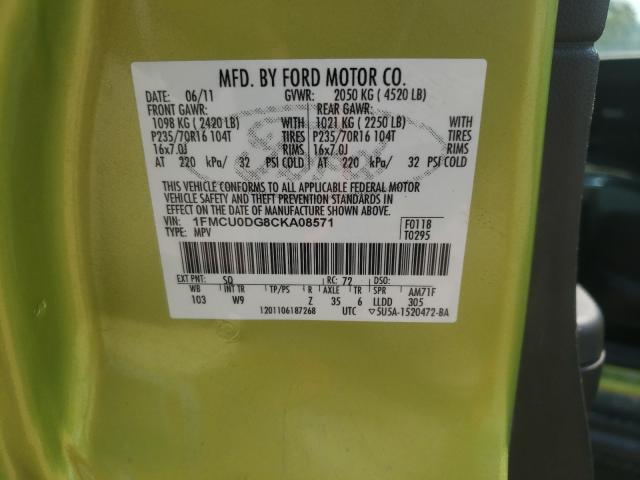 MFD. BY FORD MOTOR CO.
DATE: 06/11 GVWR: 2050 KG ( 4520 LB)
FRONT GAWR: REAR GAWR:
1098 KG ( 2420 LB) WITH 1021 KG ( 2250 LB) WITH
P235/70R16 104T TIRES P235/70R16 104T TIRES
16x7.0J RIMS 16x7.0J RIMS
AT 220 kPa/ 32 PSI COLD AT 220 kPa/ 32 PSI COLD
THIS VEHICLE CONFORMS TO ALL APPLICABLE FEDERAL MOTOR
VEHICLE SAFETY AND THEFT PREVENTION STANDARDS IN
EFFECT ON THE DATE OF MANUFACTURE SHOWN ABOVE.
VIN: 1FMCU0DG8CKA08571 F0118
TYPE: MPV T0295
EXT PNT: SQ RC: 72 DSO:
WB INT TR TP/PS R AXLE TR SPR AM71F
103 W9 Z 35 6 LLDD 305
1201106187268 UTC ▽5U5A-1520472-BA
Ford